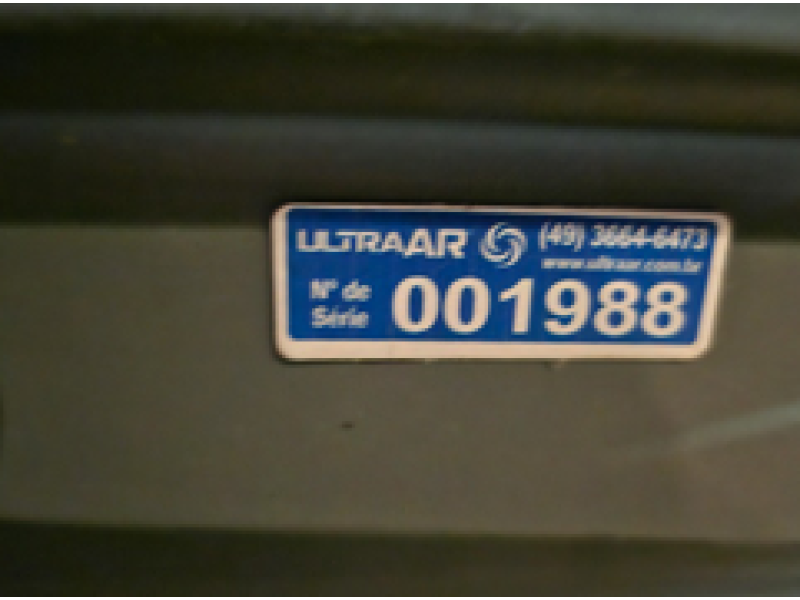 ULTRAAR (49) 3664-6473
www.ultraar.com.br
Nº de Série 001988